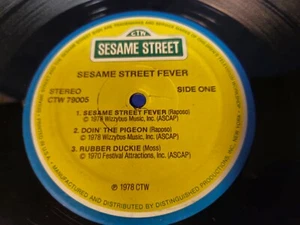 CTW
SESAME STREET
SESAME STREET FEVER
STEREO
CTW 79005
SIDE ONE
1. SESAME STREET FEVER (Raposo)
© 1978 Wizzybus Music, Inc. (ASCAP)
2. DOIN' THE PIGEON (Raposo)
© 1978 Wizzybus Music, Inc. (ASCAP)
3. RUBBER DUCKIE (Moss)
© 1970 Festival Attractions, Inc. (ASCAP)
℗ 1978 CTW
MANUFACTURED AND DISTRIBUTED BY DISTINGUISHED PRODUCTIONS, INC.